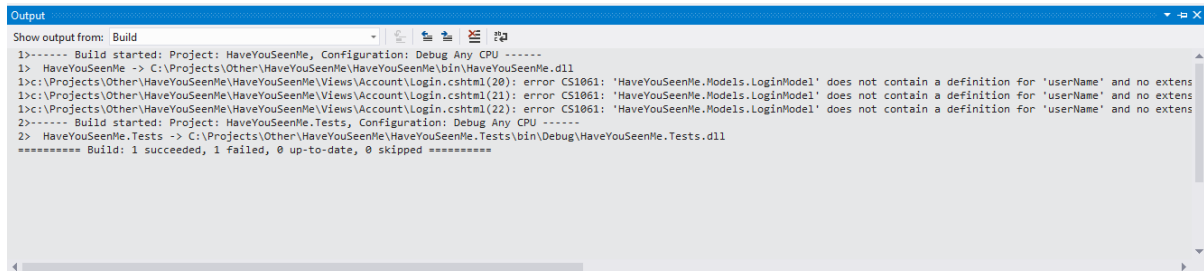 Output
Show output from: Build
1>------ Build started: Project: HaveYouSeenMe, Configuration: Debug Any CPU ------
1>  HaveYouSeenMe -> C:\Projects\Other\HaveYouSeenMe\HaveYouSeenMe\bin\HaveYouSeenMe.dll
1>c:\Projects\Other\HaveYouSeenMe\HaveYouSeenMe\Views\Account\Login.cshtml(20): error CS1061: 'HaveYouSeenMe.Models.LoginModel' does not contain a definition for 'userName' and no extens
1>c:\Projects\Other\HaveYouSeenMe\HaveYouSeenMe\Views\Account\Login.cshtml(21): error CS1061: 'HaveYouSeenMe.Models.LoginModel' does not contain a definition for 'userName' and no extens
1>c:\Projects\Other\HaveYouSeenMe\HaveYouSeenMe\Views\Account\Login.cshtml(22): error CS1061: 'HaveYouSeenMe.Models.LoginModel' does not contain a definition for 'userName' and no extens
2>------ Build started: Project: HaveYouSeenMe.Tests, Configuration: Debug Any CPU ------
2>  HaveYouSeenMe.Tests -> C:\Projects\Other\HaveYouSeenMe\HaveYouSeenMe.Tests\bin\Debug\HaveYouSeenMe.Tests.dll
========== Build: 1 succeeded, 1 failed, 0 up-to-date, 0 skipped ==========